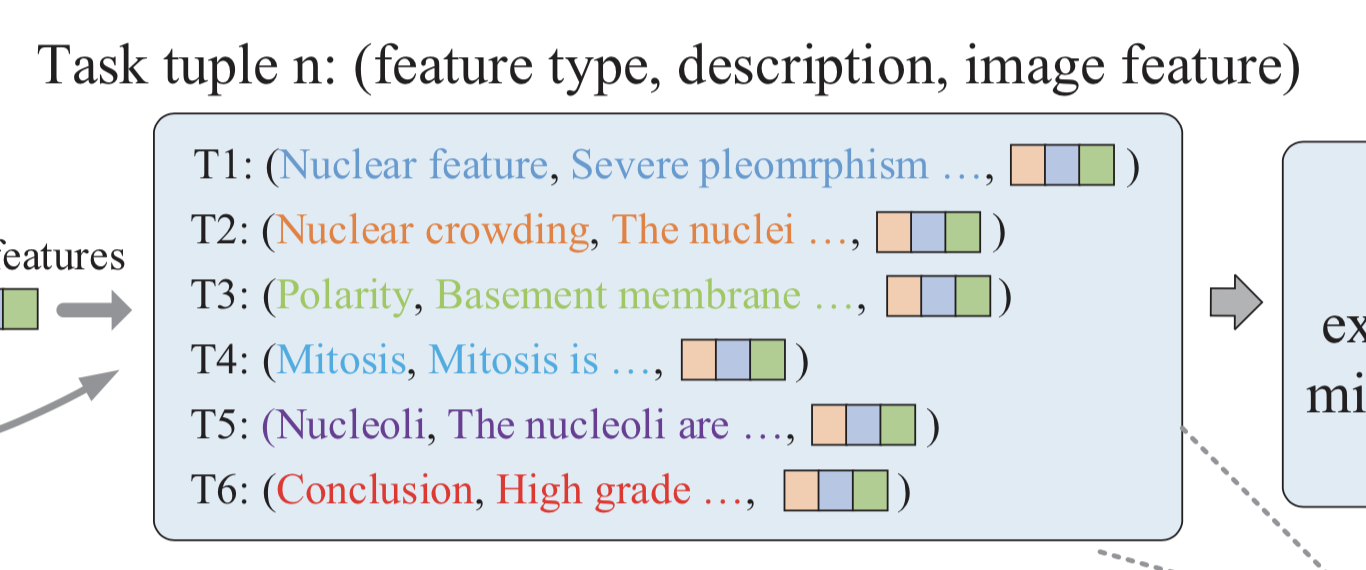 Task tuple n: (feature type, description, image feature)
T1: (Nuclear feature, Severe pleomrphism ..., )
T2: (Nuclear crowding, The nuclei ..., )
features
T3: (Polarity, Basement membrane ..., )
ex
T4: (Mitosis, Mitosis is ..., )
mi
T5: (Nucleoli, The nucleoli are ..., )
T6: (Conclusion, High grade ..., )